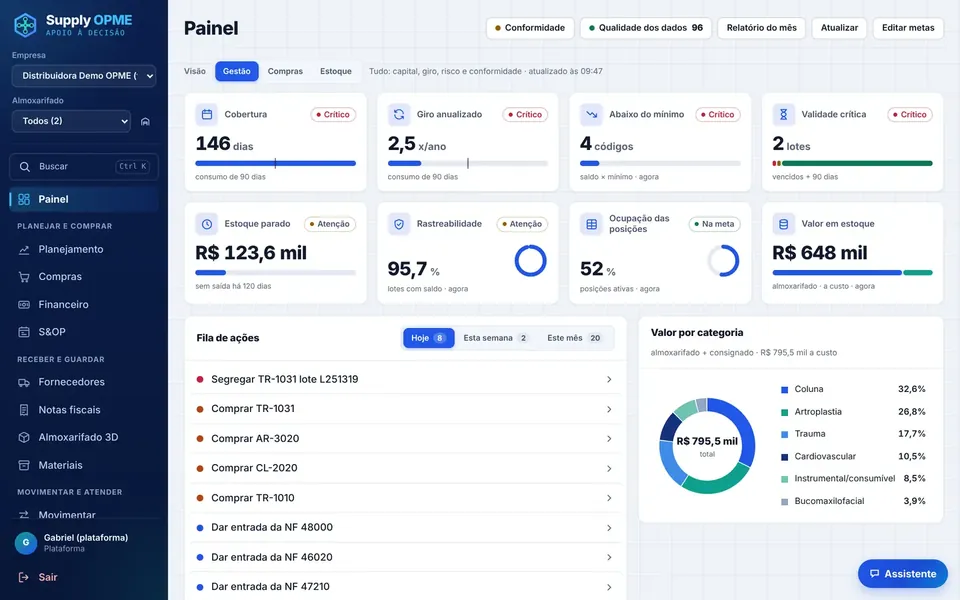 Supply OPME
APOIO À DECISÃO
Empresa
Distribuidora Demo OPME (
Almoxarifado
Todos (2)
Buscar
Ctrl K
Painel
PLANEJAR E COMPRAR
Planejamento
Compras
Financeiro
S&OP
RECEBER E GUARDAR
Fornecedores
Notas fiscais
Almoxarifado 3D
Materiais
MOVIMENTAR E ATENDER
Movimentar
G
Gabriel (plataforma)
Plataforma
Sair
Painel
Conformidade
Qualidade dos dados 96
Relatório do mês
Atualizar
Editar metas
Visão
Gestão
Compras
Estoque
Tudo: capital, giro, risco e conformidade · atualizado às 09:47
Cobertura
Crítico
146 dias
consumo de 90 dias
Giro anualizado
Crítico
2,5 x/ano
consumo de 90 dias
Abaixo do mínimo
Crítico
4 códigos
saldo × mínimo · agora
Validade crítica
Crítico
2 lotes
vencidos + 90 dias
Estoque parado
Atenção
R$ 123,6 mil
sem saída há 120 dias
Rastreabilidade
Atenção
95,7 %
lotes com saldo · agora
Ocupação das
posições
Na meta
52 %
posições ativas · agora
Valor em estoque
R$ 648 mil
almoxarifado · a custo · agora
Fila de ações
Hoje 8
Esta semana 2
Este mês 20
Segregar TR-1031 lote L251319
Comprar TR-1031
Comprar AR-3020
Comprar CL-2020
Comprar TR-1010
Dar entrada da NF 48000
Dar entrada da NF 46020
Dar entrada da NF 47210
Valor por categoria
almoxarifado + consignado · R$ 795,5 mil a custo
R$ 795,5 mil
total
Coluna 32,6%
Artroplastia 26,8%
Trauma 17,7%
Cardiovascular 10,5%
Instrumental/consumível 8,5%
Bucomaxilofacial 3,9%
Assistente